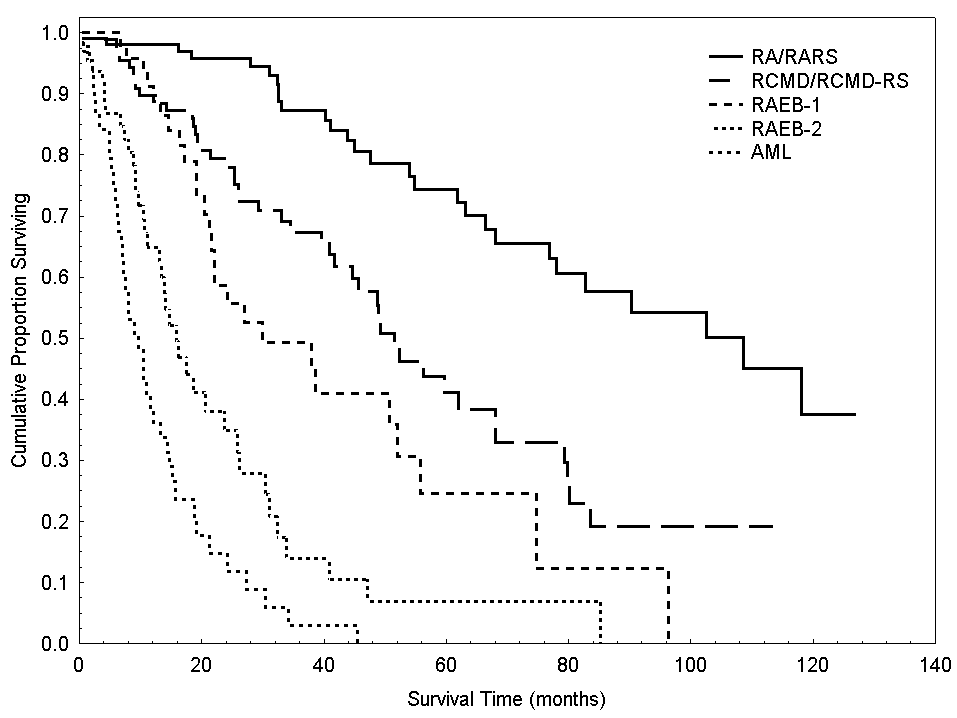 1.0
0.9
0.8
0.7
0.6
0.5
0.4
0.3
0.2
0.1
0.0
Cumulative Proportion Surviving
RA/RARS
RCMD/RCMD-RS
RAEB-1
RAEB-2
AML
0 20 40 60 80 100 120 140
Survival Time (months)